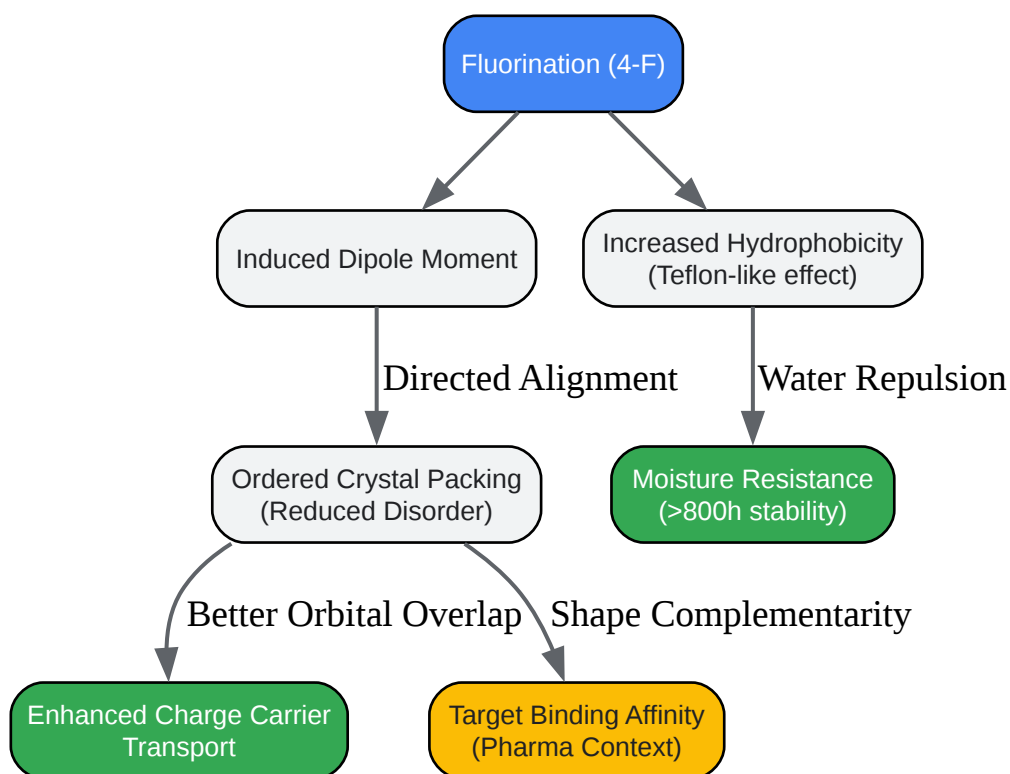 Fluorination (4-F)
Induced Dipole Moment
Increased Hydrophobicity
(Teflon-like effect)
Directed Alignment
Water Repulsion
Ordered Crystal Packing
(Reduced Disorder)
Moisture Resistance
(>800h stability)
Better Orbital Overlap
Shape Complementarity
Enhanced Charge Carrier
Transport
Target Binding Affinity
(Pharma Context)